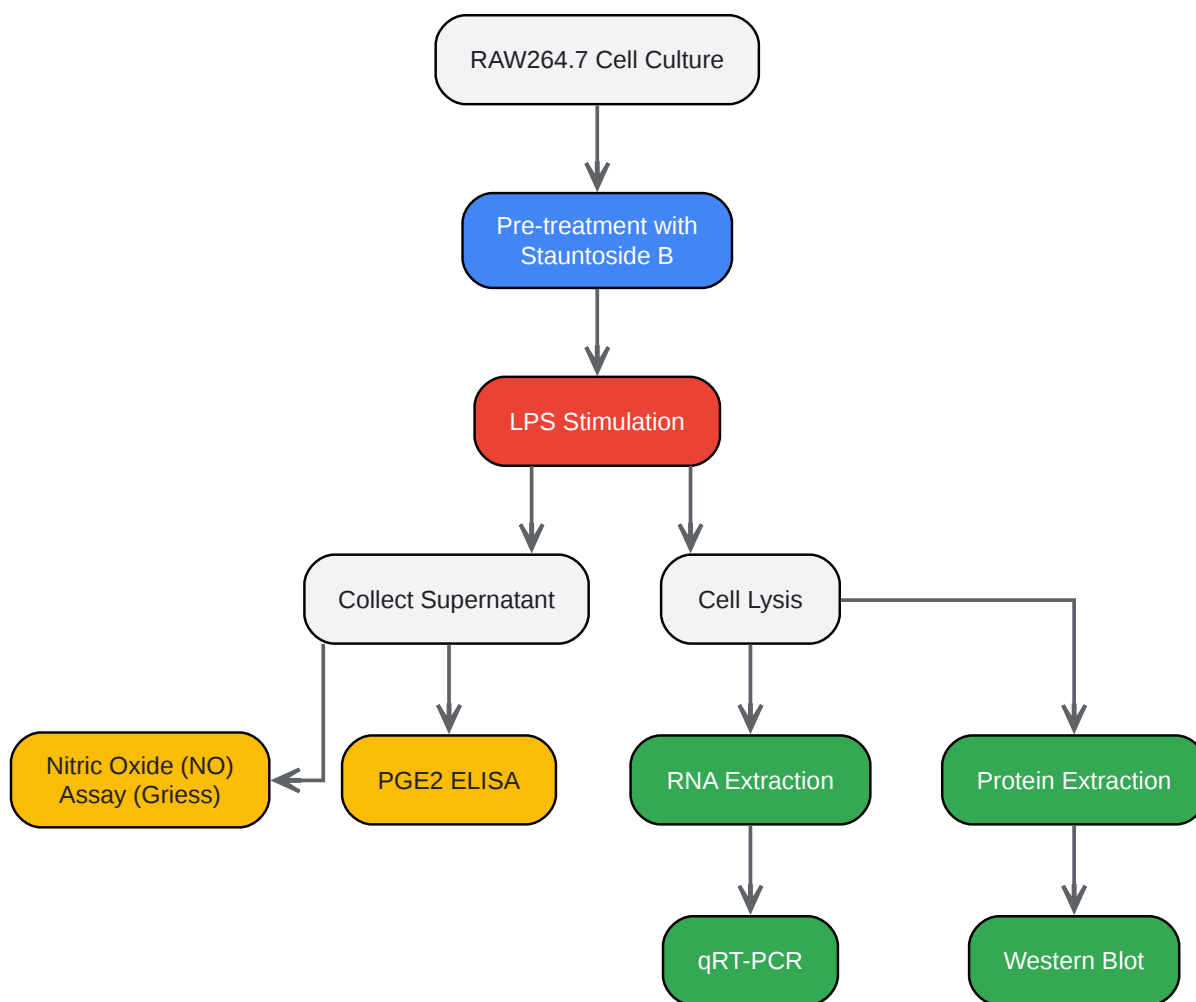 RAW264.7 Cell Culture
Pre-treatment with
Stauntoside B
LPS Stimulation
Collect Supernatant
Cell Lysis
Nitric Oxide (NO)
Assay (Griess)
PGE2 ELISA
RNA Extraction
Protein Extraction
qRT-PCR
Western Blot